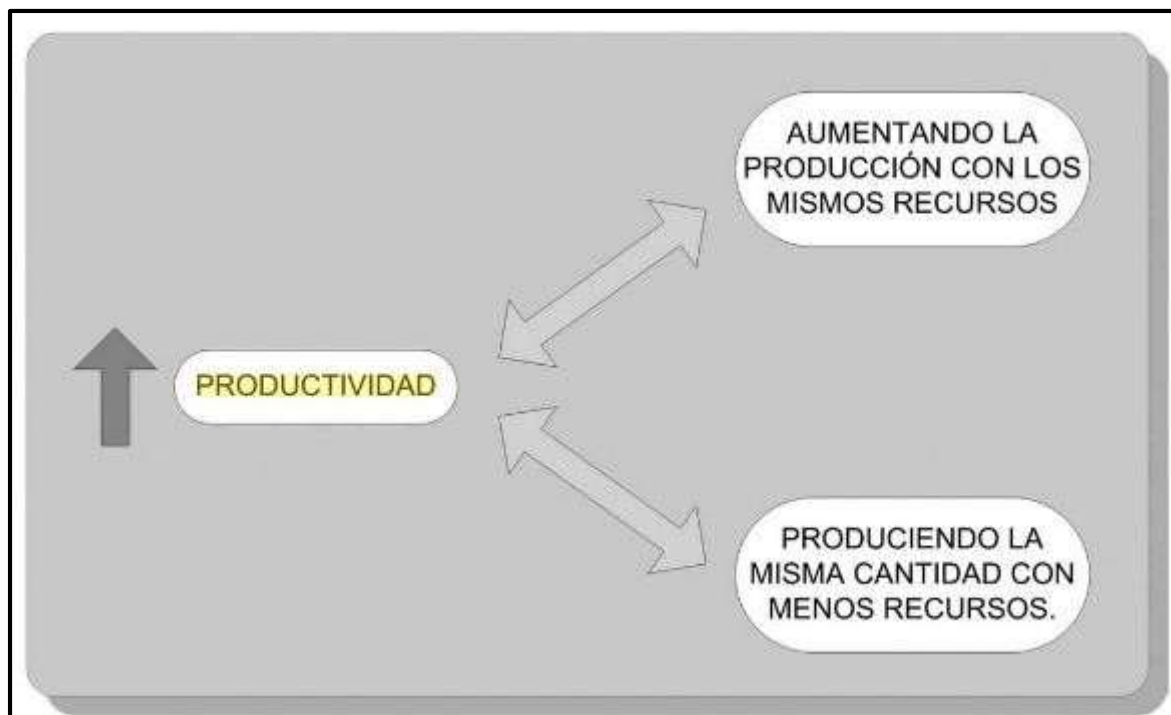 AUMENTANDO LA
PRODUCCIÓN CON LOS
MISMOS RECURSOS
PRODUCTIVIDAD
PRODUCIENDO LA
MISMA CANTIDAD CON
MENOS RECURSOS.